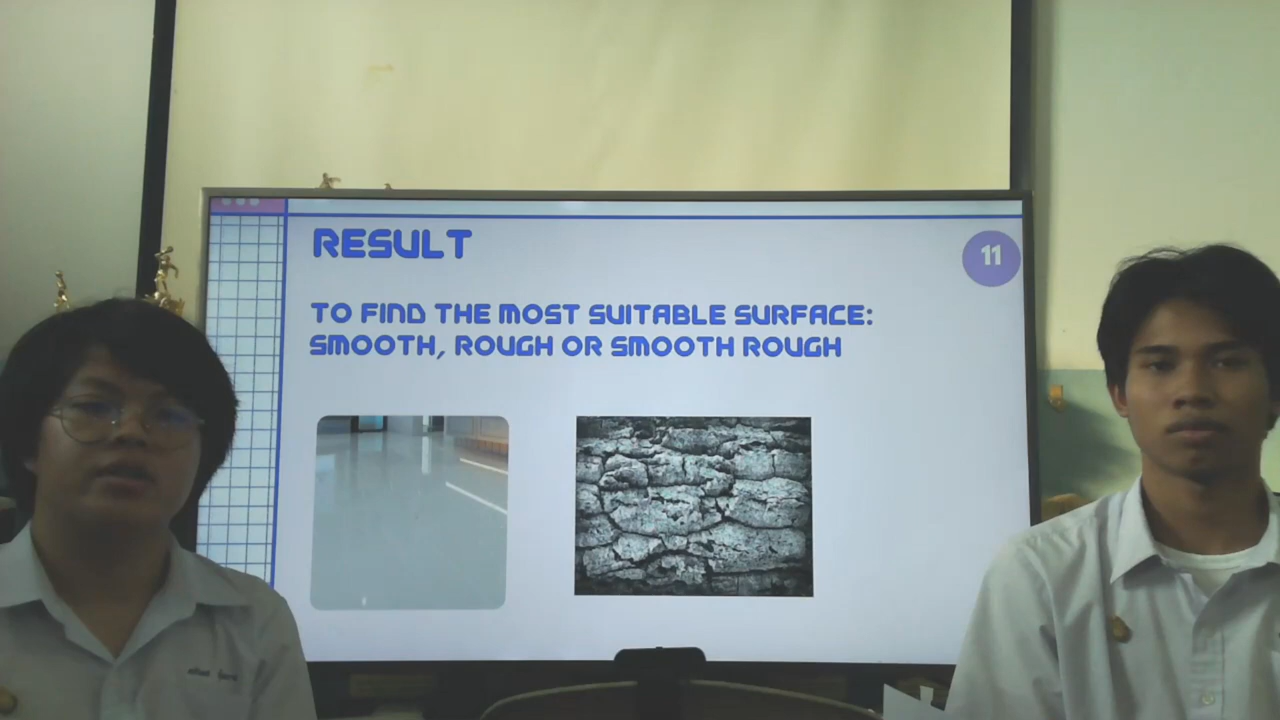 RESULT
11
TO FIND THE MOST SUITABLE SURFACE:
SMOOTH, ROUGH OR SMOOTH ROUGH